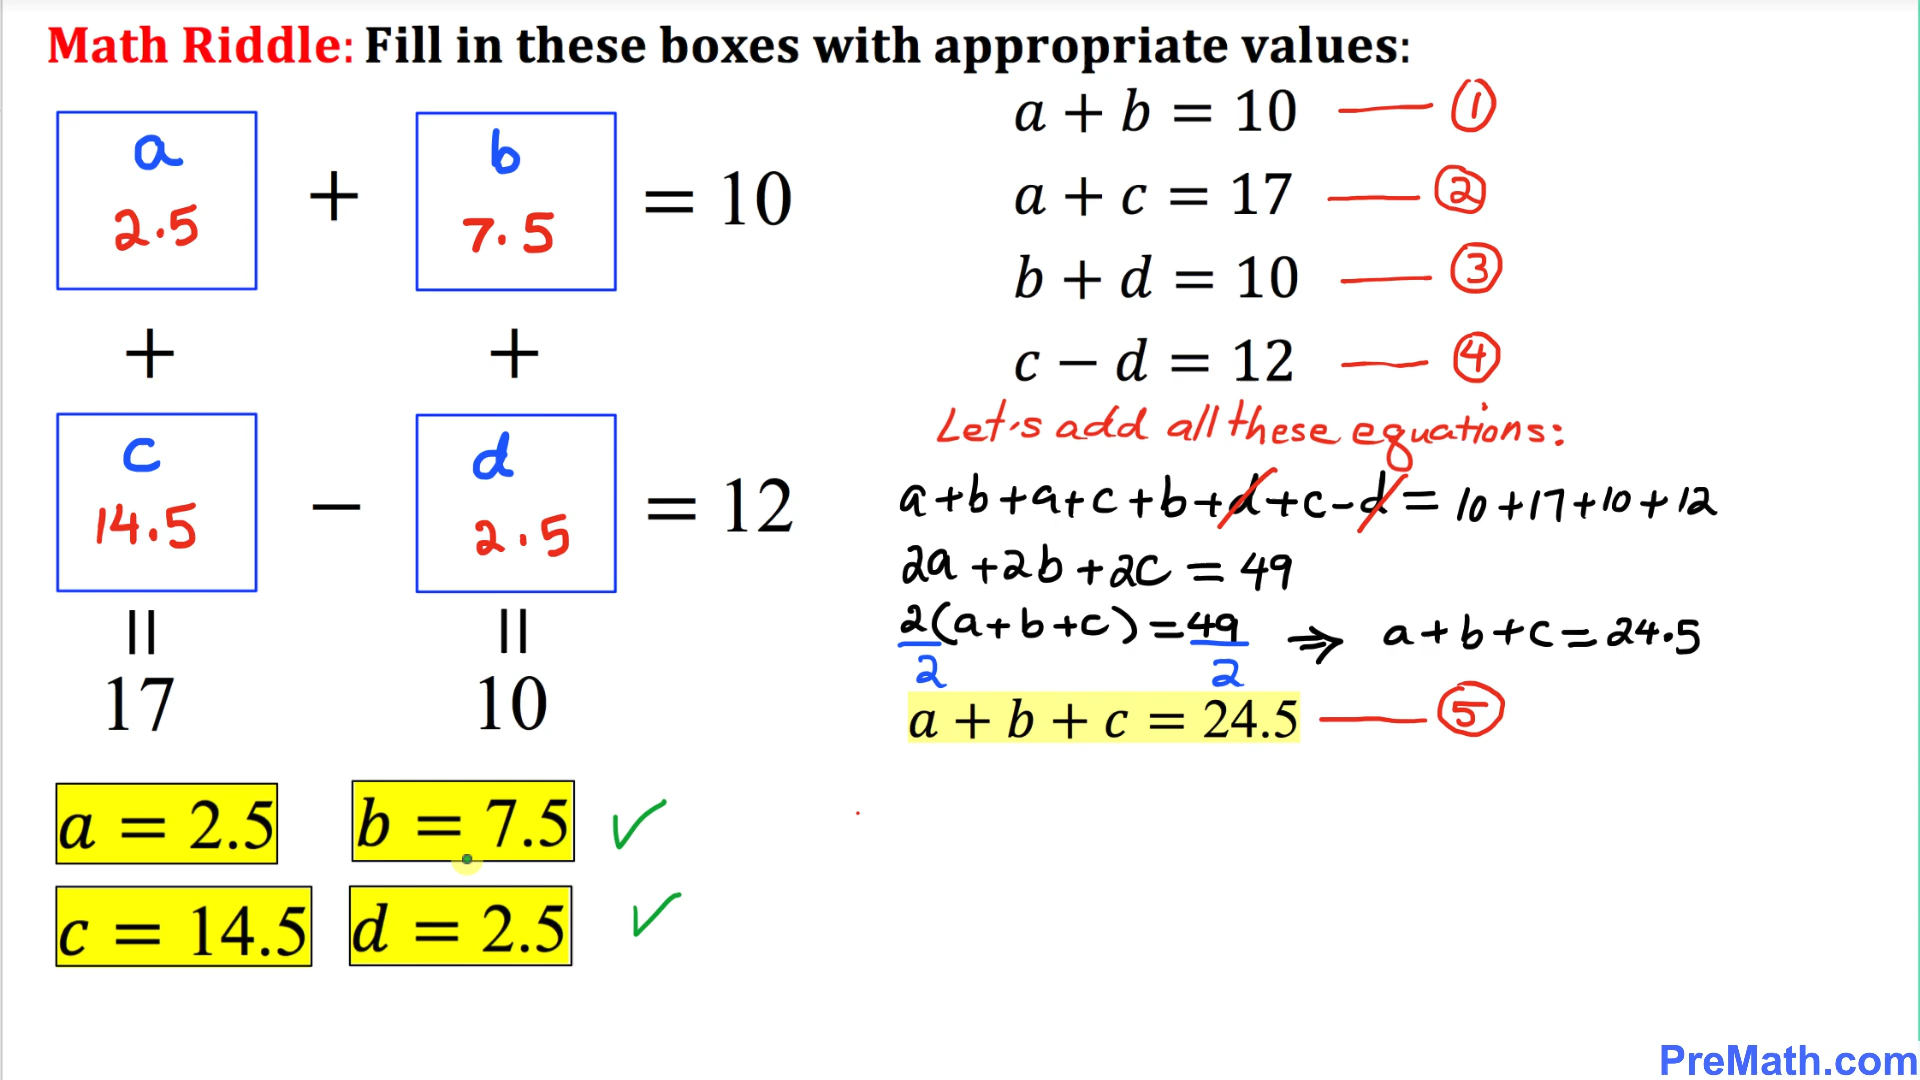 Math Riddle: Fill in these boxes with appropriate values:
a + b = 10
2.5 7.5
+ +
c − d = 12
14.5 2.5
= =
17 10
a = 2.5 b = 7.5 ✓
c = 14.5 d = 2.5 ✓
a + b = 10 —— ①
a + c = 17 —— ②
b + d = 10 —— ③
c − d = 12 —— ④
Let's add all these equations:
a+b+a+c+b+d+c-d = 10+17+10+12
2a+2b+2c = 49
2(a+b+c) = 49 ⇒ a+b+c = 24.5
2 2
a + b + c = 24.5 —— ⑤
PreMath.com